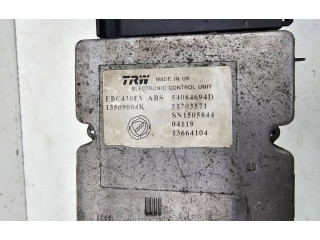 TRW MADE IN UK
ELECTRONIC CONTROL UNIT
EBC430EV ABS 54084694D
13509004K 51703571
SN1505844
04119
13664104